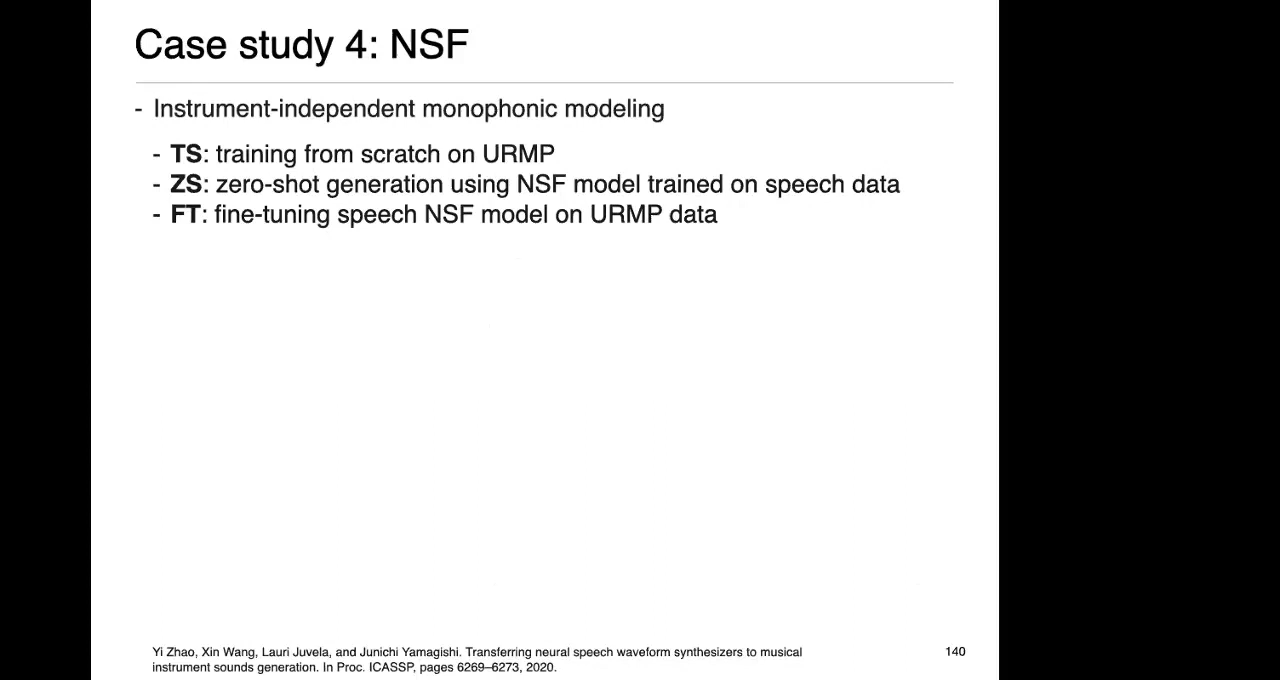 Case study 4: NSF
- Instrument-independent monophonic modeling
- TS: training from scratch on URMP
- ZS: zero-shot generation using NSF model trained on speech data
- FT: fine-tuning speech NSF model on URMP data
Yi Zhao, Xin Wang, Lauri Juvela, and Junichi Yamagishi. Transferring neural speech waveform synthesizers to musical
instrument sounds generation. In Proc. ICASSP, pages 6269–6273, 2020.
140